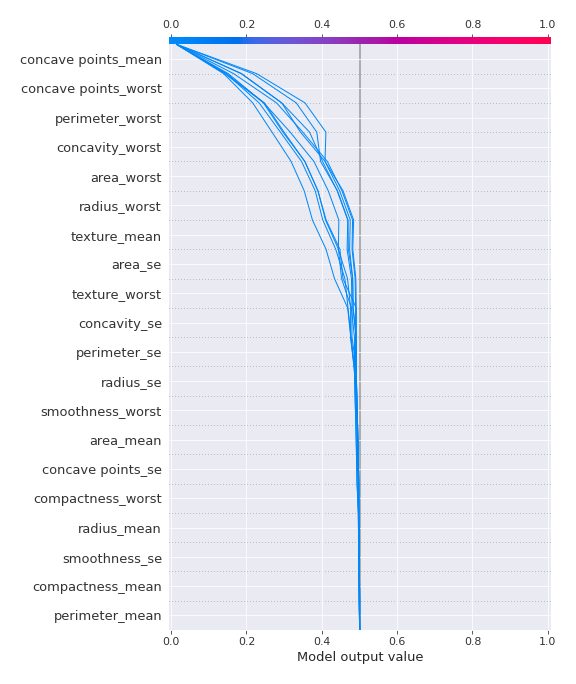 0.0 0.2 0.4 0.6 0.8 1.0
concave points_mean
concave points_worst
perimeter_worst
concavity_worst
area_worst
radius_worst
texture_mean
area_se
texture_worst
concavity_se
perimeter_se
radius_se
smoothness_worst
area_mean
concave points_se
compactness_worst
radius_mean
smoothness_se
compactness_mean
perimeter_mean
0.0 0.2 0.4 0.6 0.8 1.0
Model output value